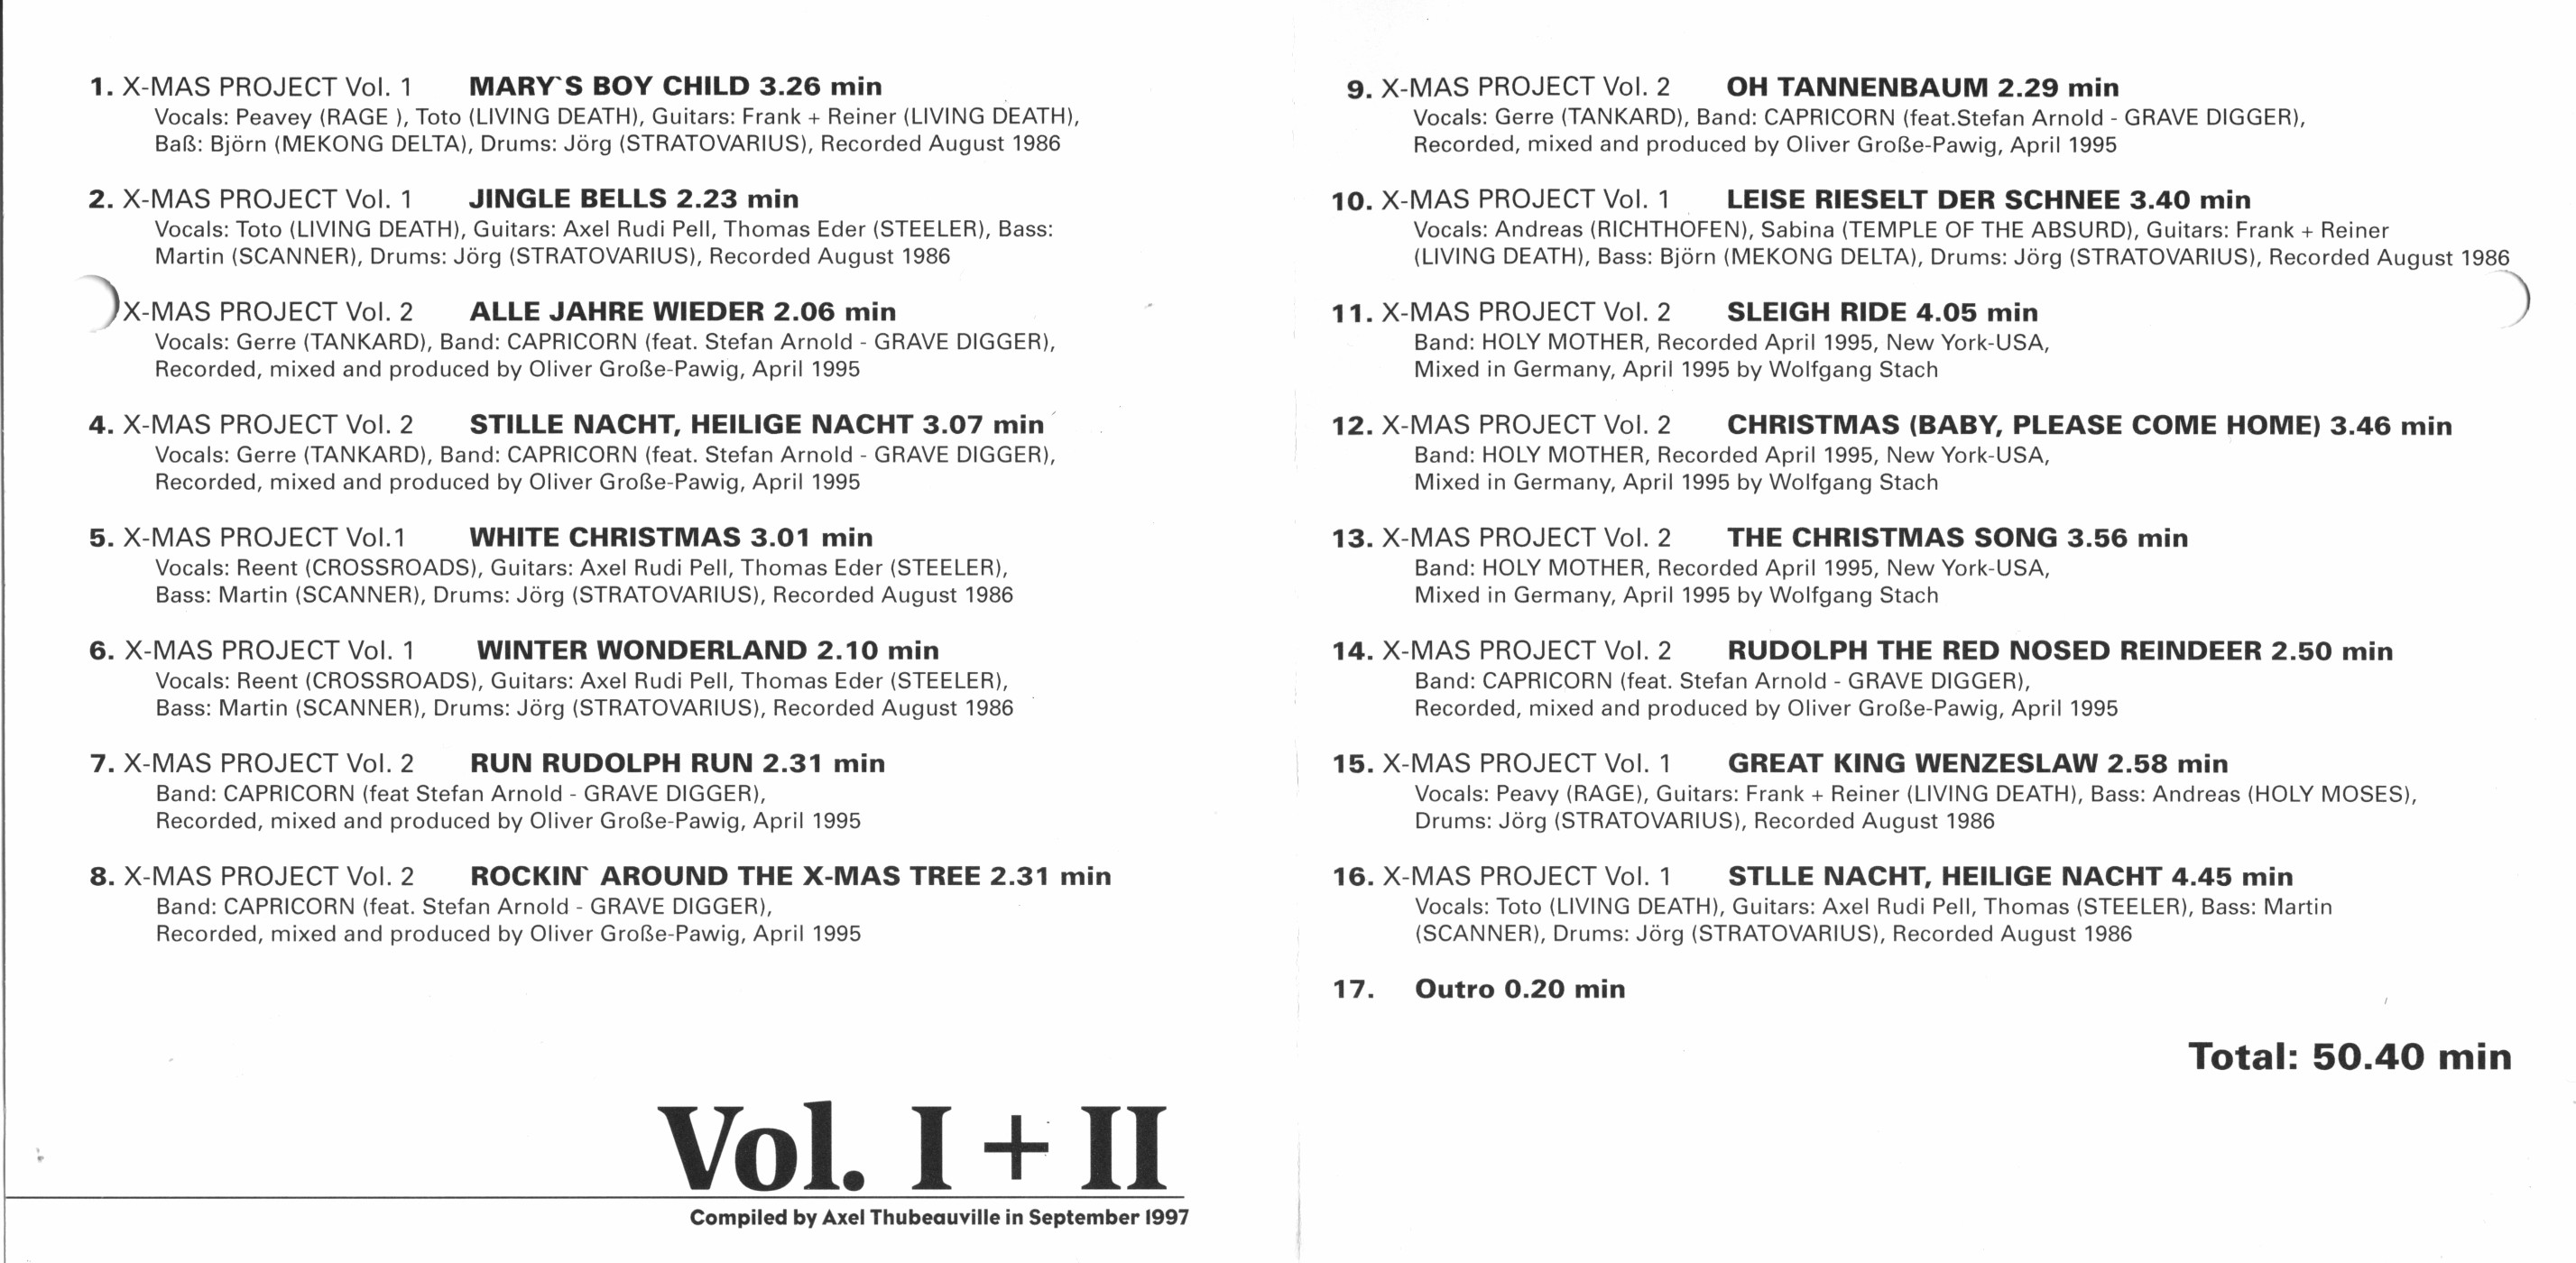 1. X-MAS PROJECT Vol. 1 MARY`S BOY CHILD 3.26 min
Vocals: Peavey (RAGE ), Toto (LIVING DEATH), Guitars: Frank + Reiner (LIVING DEATH),
Baß: Björn (MEKONG DELTA), Drums: Jörg (STRATOVARIUS), Recorded August 1986
2. X-MAS PROJECT Vol. 1 JINGLE BELLS 2.23 min
Vocals: Toto (LIVING DEATH), Guitars: Axel Rudi Pell, Thomas Eder (STEELER), Bass:
Martin (SCANNER), Drums: Jörg (STRATOVARIUS), Recorded August 1986
X-MAS PROJECT Vol. 2 ALLE JAHRE WIEDER 2.06 min
Vocals: Gerre (TANKARD), Band: CAPRICORN (feat. Stefan Arnold - GRAVE DIGGER),
Recorded, mixed and produced by Oliver Große-Pawig, April 1995
4. X-MAS PROJECT Vol. 2 STILLE NACHT, HEILIGE NACHT 3.07 min
Vocals: Gerre (TANKARD), Band: CAPRICORN (feat. Stefan Arnold - GRAVE DIGGER),
Recorded, mixed and produced by Oliver Große-Pawig, April 1995
5. X-MAS PROJECT Vol.1 WHITE CHRISTMAS 3.01 min
Vocals: Reent (CROSSROADS), Guitars: Axel Rudi Pell, Thomas Eder (STEELER),
Bass: Martin (SCANNER), Drums: Jörg (STRATOVARIUS), Recorded August 1986
6. X-MAS PROJECT Vol. 1 WINTER WONDERLAND 2.10 min
Vocals: Reent (CROSSROADS), Guitars: Axel Rudi Pell, Thomas Eder (STEELER),
Bass: Martin (SCANNER), Drums: Jörg (STRATOVARIUS), Recorded August 1986
7. X-MAS PROJECT Vol. 2 RUN RUDOLPH RUN 2.31 min
Band: CAPRICORN (feat Stefan Arnold - GRAVE DIGGER),
Recorded, mixed and produced by Oliver Große-Pawig, April 1995
8. X-MAS PROJECT Vol. 2 ROCKIN` AROUND THE X-MAS TREE 2.31 min
Band: CAPRICORN (feat. Stefan Arnold - GRAVE DIGGER),
Recorded, mixed and produced by Oliver Große-Pawig, April 1995
Vol. I + II
Compiled by Axel Thubeauville in September 1997
9. X-MAS PROJECT Vol. 2 OH TANNENBAUM 2.29 min
Vocals: Gerre (TANKARD), Band: CAPRICORN (feat.Stefan Arnold - GRAVE DIGGER),
Recorded, mixed and produced by Oliver Große-Pawig, April 1995
10. X-MAS PROJECT Vol. 1 LEISE RIESELT DER SCHNEE 3.40 min
Vocals: Andreas (RICHTHOFEN), Sabina (TEMPLE OF THE ABSURD), Guitars: Frank + Reiner
(LIVING DEATH), Bass: Björn (MEKONG DELTA), Drums: Jörg (STRATOVARIUS), Recorded August 1986
11. X-MAS PROJECT Vol. 2 SLEIGH RIDE 4.05 min
Band: HOLY MOTHER, Recorded April 1995, New York-USA,
Mixed in Germany, April 1995 by Wolfgang Stach
12. X-MAS PROJECT Vol. 2 CHRISTMAS (BABY, PLEASE COME HOME) 3.46 min
Band: HOLY MOTHER, Recorded April 1995, New York-USA,
Mixed in Germany, April 1995 by Wolfgang Stach
13. X-MAS PROJECT Vol. 2 THE CHRISTMAS SONG 3.56 min
Band: HOLY MOTHER, Recorded April 1995, New York-USA,
Mixed in Germany, April 1995 by Wolfgang Stach
14. X-MAS PROJECT Vol. 2 RUDOLPH THE RED NOSED REINDEER 2.50 min
Band: CAPRICORN (feat. Stefan Arnold - GRAVE DIGGER),
Recorded, mixed and produced by Oliver Große-Pawig, April 1995
15. X-MAS PROJECT Vol. 1 GREAT KING WENZESLAW 2.58 min
Vocals: Peavy (RAGE), Guitars: Frank + Reiner (LIVING DEATH), Bass: Andreas (HOLY MOSES),
Drums: Jörg (STRATOVARIUS), Recorded August 1986
16. X-MAS PROJECT Vol. 1 STLLE NACHT, HEILIGE NACHT 4.45 min
Vocals: Toto (LIVING DEATH), Guitars: Axel Rudi Pell, Thomas (STEELER), Bass: Martin
(SCANNER), Drums: Jörg (STRATOVARIUS), Recorded August 1986
17. Outro 0.20 min
Total: 50.40 min